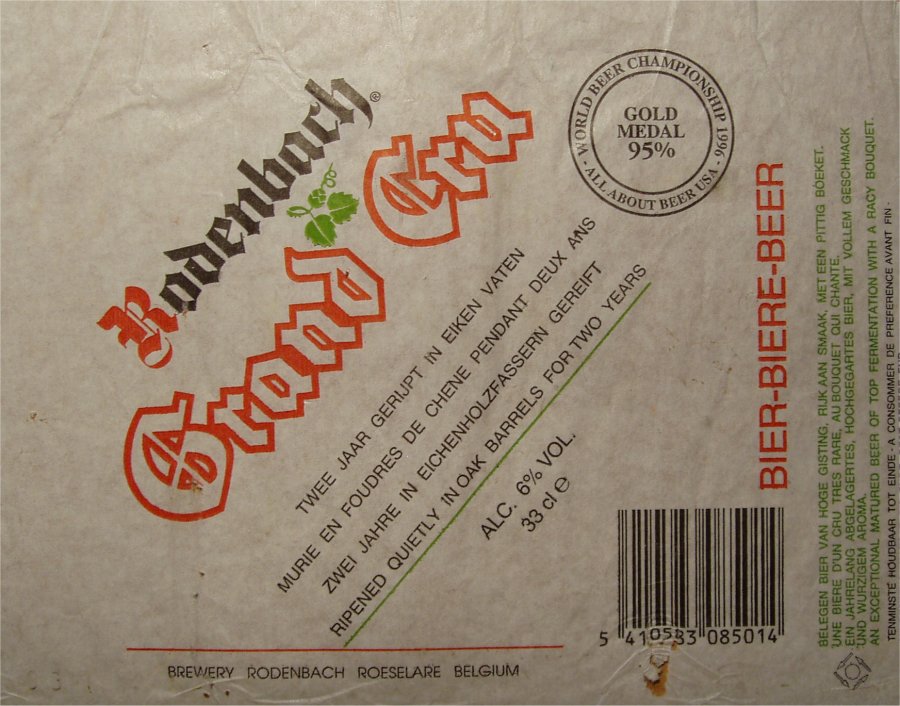 Rodenbach®
Grand Cru
TWEE JAAR GERIJPT IN EIKEN VATEN
MURIE EN FOUDRES DE CHENE PENDANT DEUX ANS
ZWEI JAHRE IN EICHENHOLZFASSERN GEREIFT
RIPENED QUIETLY IN OAK BARRELS FOR TWO YEARS
ALC. 6% VOL.
33 cl e
BREWERY RODENBACH ROESELARE BELGIUM
· WORLD BEER CHAMPIONSHIP 1996 ·
ALL ABOUT BEER USA
GOLD
MEDAL
95%
BIER-BIERE-BEER
5 410583 085014
BELEGEN BIER VAN HOGE GISTING, RIJK AAN SMAAK, MET EEN PITTIG BOEKET.
UNE BIERE D'UN CRU TRES RARE, AU BOUQUET QUI CHANTE.
EIN JAHRELANG ABGELAGERTES, HOCHGEGARTES BIER, MIT VOLLEM GESCHMACK
UND WURZIGEM AROMA.
AN EXCEPTIONAL MATURED BEER OF TOP FERMENTATION WITH A RACY BOUQUET.
TENMINSTE HOUDBAAR TOT EINDE - A CONSOMMER DE PREFERENCE AVANT FIN -